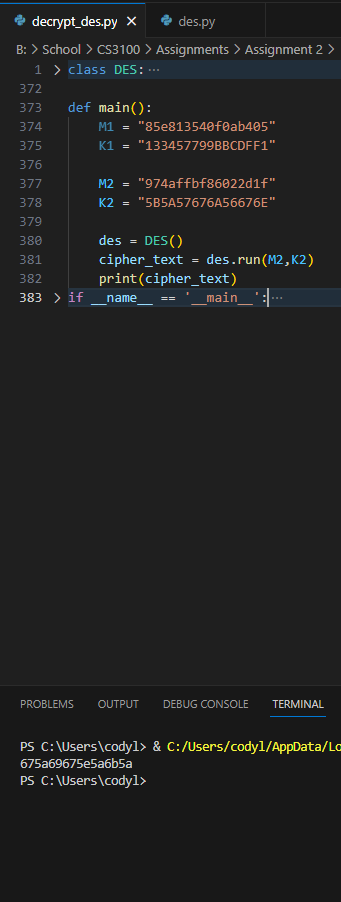 decrypt_des.py × des.py
B: > School > CS3100 > Assignments > Assignment 2 >
1 > class DES:···
372
373 def main():
374 M1 = "85e813540f0ab405"
375 K1 = "133457799BBCDFF1"
376
377 M2 = "974affbf86022d1f"
378 K2 = "5B5A57676A56676E"
379
380 des = DES()
381 cipher_text = des.run(M2,K2)
382 print(cipher_text)
383 > if __name__ == '__main__':···
PROBLEMS OUTPUT DEBUG CONSOLE TERMINAL
PS C:\Users\codyl> & C:/Users/codyl/AppData/Lo
675a69675e5a6b5a
PS C:\Users\codyl>